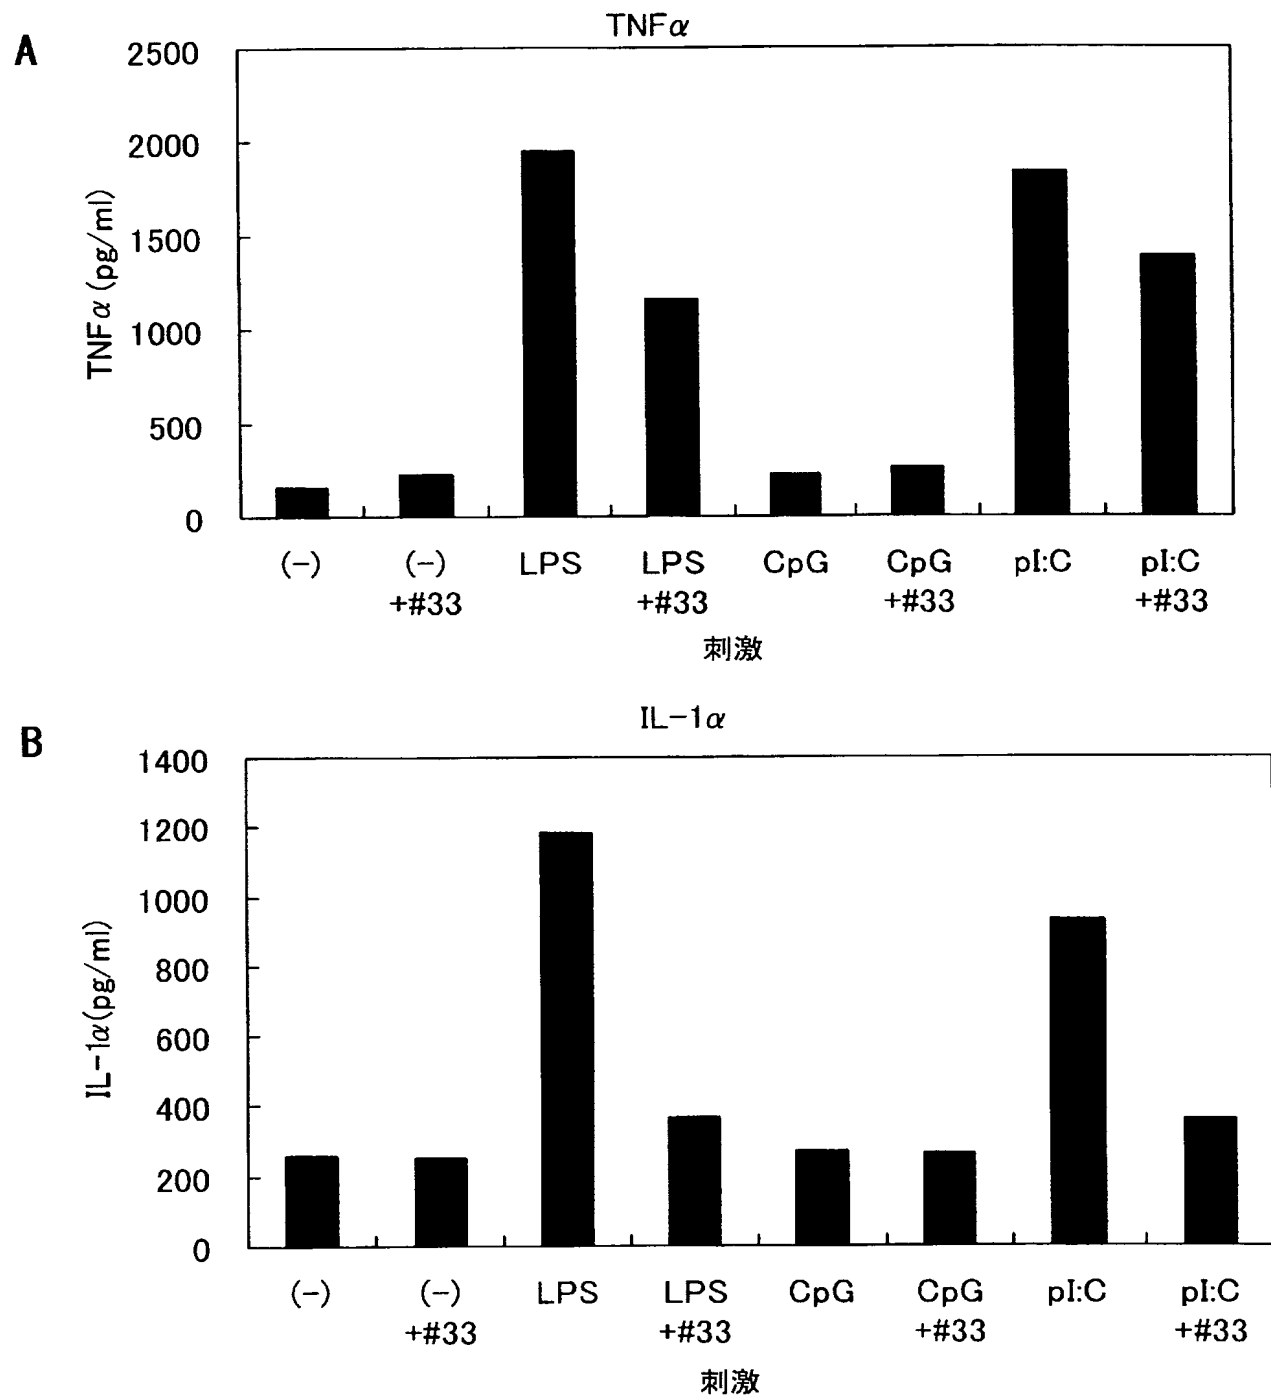 A
TNFα
TNFα (pg/ml)
2500
2000
1500
1000
500
0
(-) (-) LPS LPS CpG CpG pI:C pI:C
+#33 +#33 +#33 +#33
刺激
B
IL-1α
IL-1α(pg/ml)
1400
1200
1000
800
600
400
200
0
(-) (-) LPS LPS CpG CpG pI:C pI:C
+#33 +#33 +#33 +#33
刺激